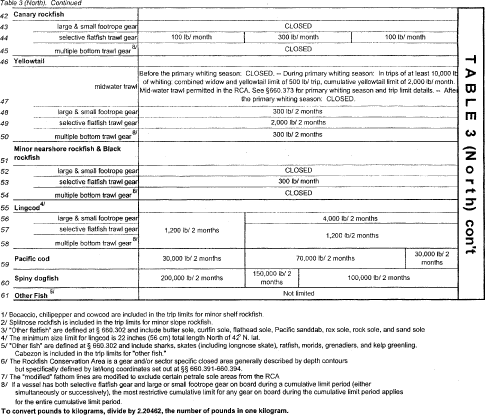 Table 3 (North). Continued
42 Canary rockfish
43 large & small footrope gear CLOSED
44 selective flatfish trawl gear 100 lb/ month 300 lb/ month 100 lb/ month
45 multiple bottom trawl gear 8/ CLOSED
46 Yellowtail
47 midwater trawl Before the primary whiting season: CLOSED. -- During primary whiting season: In trips of at least 10,000 lb
of whiting: combined widow and yellowtail limit of 500 lb/ trip, cumulative yellowtail limit of 2,000 lb/ month.
Mid-water trawl permitted in the RCA. See §660.373 for primary whiting season and trip limit details. -- After
the primary whiting season: CLOSED.
48 large & small footrope gear 300 lb/ 2 months
49 selective flatfish trawl gear 2,000 lb/ 2 months
50 multiple bottom trawl gear 8/ 300 lb/ 2 months
51 Minor nearshore rockfish & Black
rockfish
52 large & small footrope gear CLOSED
53 selective flatfish trawl gear 300 lb/ month
54 multiple bottom trawl gear 8/ CLOSED
55 Lingcod 4/
56 large & small footrope gear 1,200 lb/ 2 months 4,000 lb/ 2 months
57 selective flatfish trawl gear 1,200 lb/ 2 months
58 multiple bottom trawl gear 8/
59 Pacific cod 30,000 lb/ 2 months 70,000 lb/ 2 months 30,000 lb/ 2
months
60 Spiny dogfish 200,000 lb/ 2 months 150,000 lb/ 2
months 100,000 lb/ 2 months
61 Other Fish 5/ Not limited
TABLE 3 (North) con't
1/ Bocaccio, chilipepper and cowcod are included in the trip limits for minor shelf rockfish.
2/ Splitnose rockfish is included in the trip limits for minor slope rockfish.
3/ "Other flatfish" are defined at § 660.302 and include butter sole, curlfin sole, flathead sole, Pacific sanddab, rex sole, rock sole, and sand sole
4/ The minimum size limit for lingcod is 22 inches (56 cm) total length North of 42° N. lat.
5/ "Other fish" are defined at § 660.302 and include sharks, skates (including longnose skate), ratfish, morids, grenadiers, and kelp greenling.
Cabezon is included in the trip limits for "other fish."
6/ The Rockfish Conservation Area is a gear and/or sector specific closed area generally described by depth contours
but specifically defined by lat/long coordinates set out at §§ 660.391-660.394.
7/ The "modified" fathom lines are modified to exclude certain petrale sole areas from the RCA
8/ If a vessel has both selective flatfish gear and large or small footrope gear on board during a cumulative limit period (either
simultaneously or successively), the most restrictive cumulative limit for any gear on board during the cumulative limit period applies
for the entire cumulative limit period.
To convert pounds to kilograms, divide by 2.20462, the number of pounds in one kilogram.